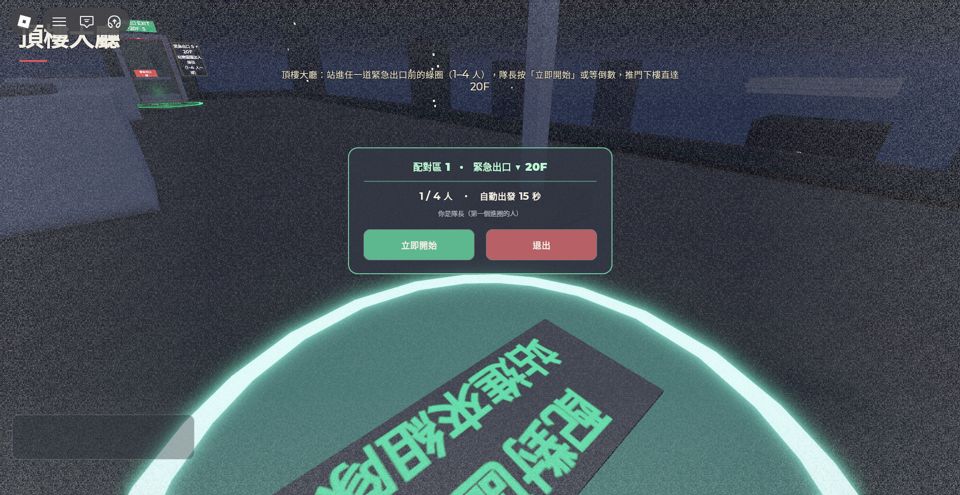 頂樓大廳
頂樓大廳：站進任一道緊急出口前的綠圈（1–4 人），隊長按「立即開始」或等倒數，推門下樓直達
20F
配對區 1 • 緊急出口 ▼ 20F
1 / 4 人 • 自動出發 15 秒
你是隊長（第一個進圈的人）
立即開始
退出
配對區
站進來組隊